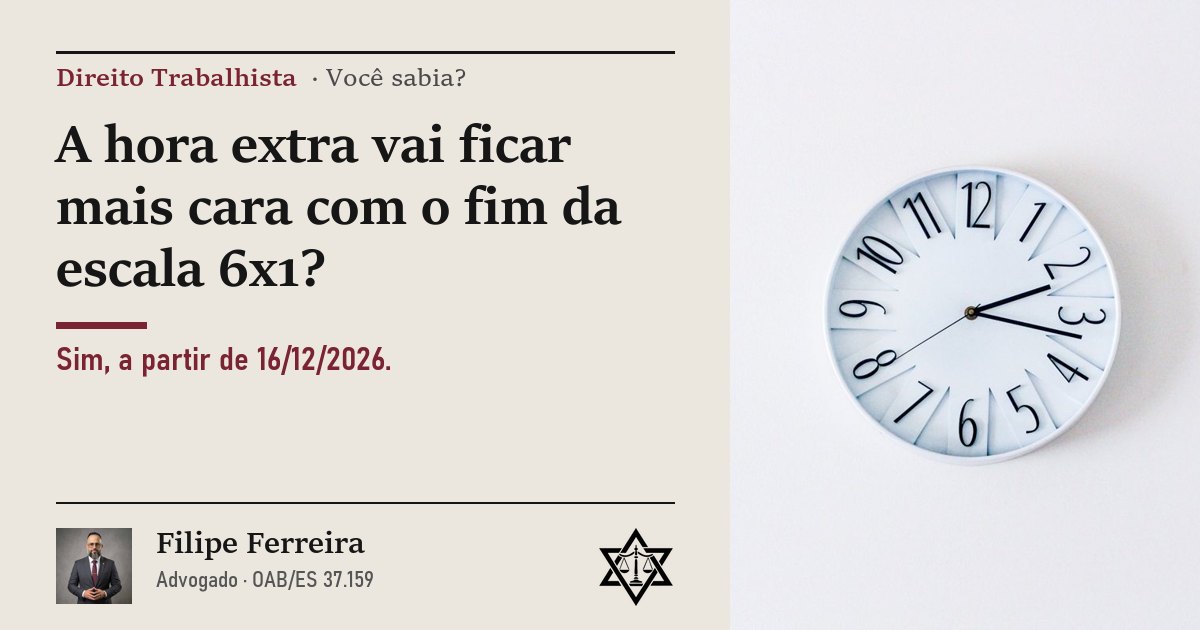 Direito Trabalhista · Você sabia?
A hora extra vai ficar
mais cara com o fim da
escala 6x1?
Sim, a partir de 16/12/2026.
Filipe Ferreira
Advogado · OAB/ES 37.159
12
1
2
3
4
5
6
7
8
9
10
11